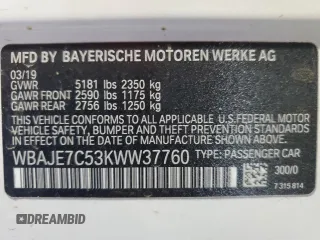 MFD BY BAYERISCHE MOTOREN WERKE AG
03/19
GVWR 5181 lbs 2350 kg
GAWR FRONT 2590 lbs 1175 kg
GAWR REAR 2756 lbs 1250 kg
THIS VEHICLE CONFORMS TO ALL APPLICABLE U.S. FEDERAL MOTOR
VEHICLE SAFETY, BUMPER, AND THEFT PREVENTION STANDARDS
IN EFFECT ON THE DATE OF MANUFACTURE SHOWN ABOVE.
WBAJE7C53KWW37760 TYPE: PASSENGER CAR
300/0
7 315 814
DRIVE & BID.COM